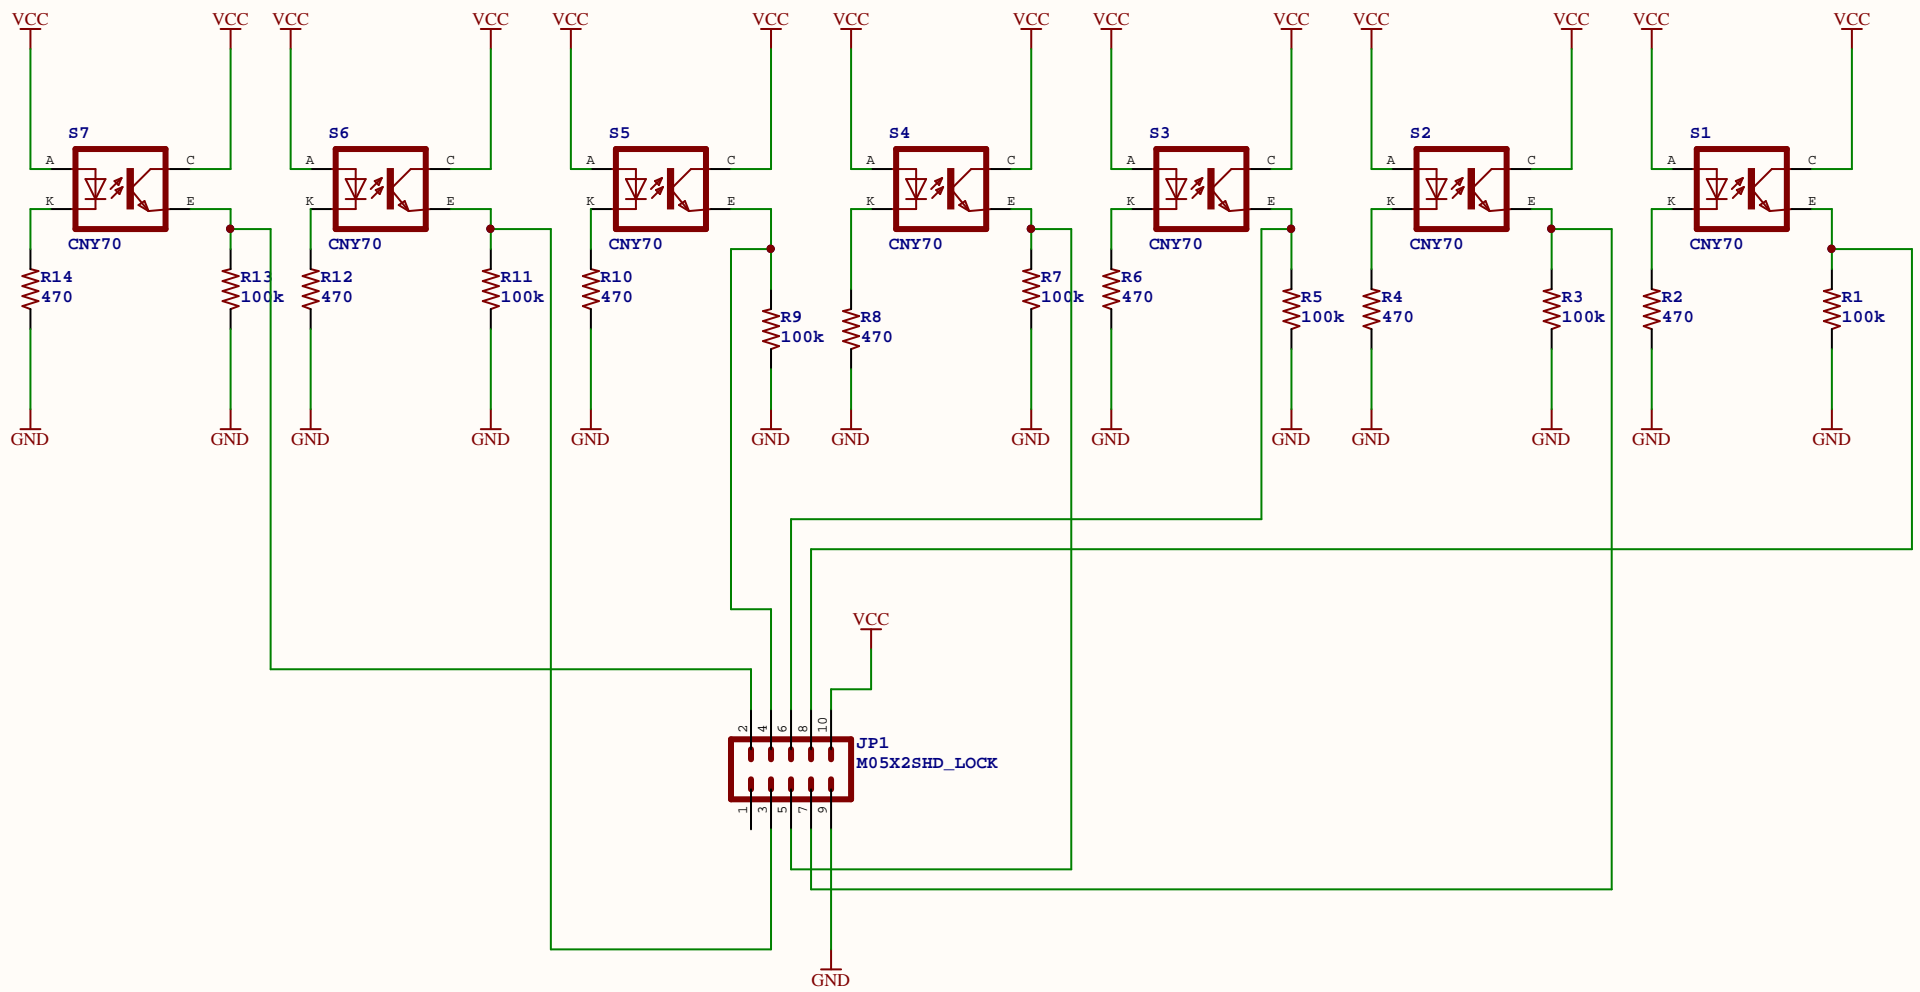 VCC VCC VCC VCC VCC VCC VCC VCC VCC VCC VCC VCC VCC VCC
S7 S6 S5 S4 S3 S2 S1
A C A C A C A C A C A C A C
K E K E K E K E K E K E K E
CNY70 CNY70 CNY70 CNY70 CNY70 CNY70 CNY70
R14 R13 R12 R11 R10 R7 R6
470 100k 470 100k 470 100k 470
R5 R4 R3 R2 R1
100k 470 100k 470 100k
R9 R8
100k 470
GND GND GND GND GND GND GND GND GND GND GND GND GND GND
VCC
2 4 6 8 10
JP1
M05X2SHD_LOCK
1 3 5 7 9
GND